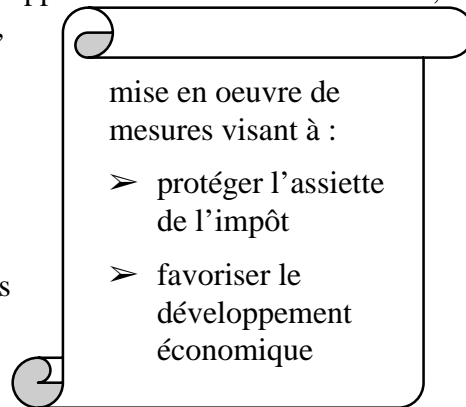 mise en oeuvre de
mesures visant à :
➢ protéger l’assiette
de l’impôt
➢ favoriser le
développement
économique